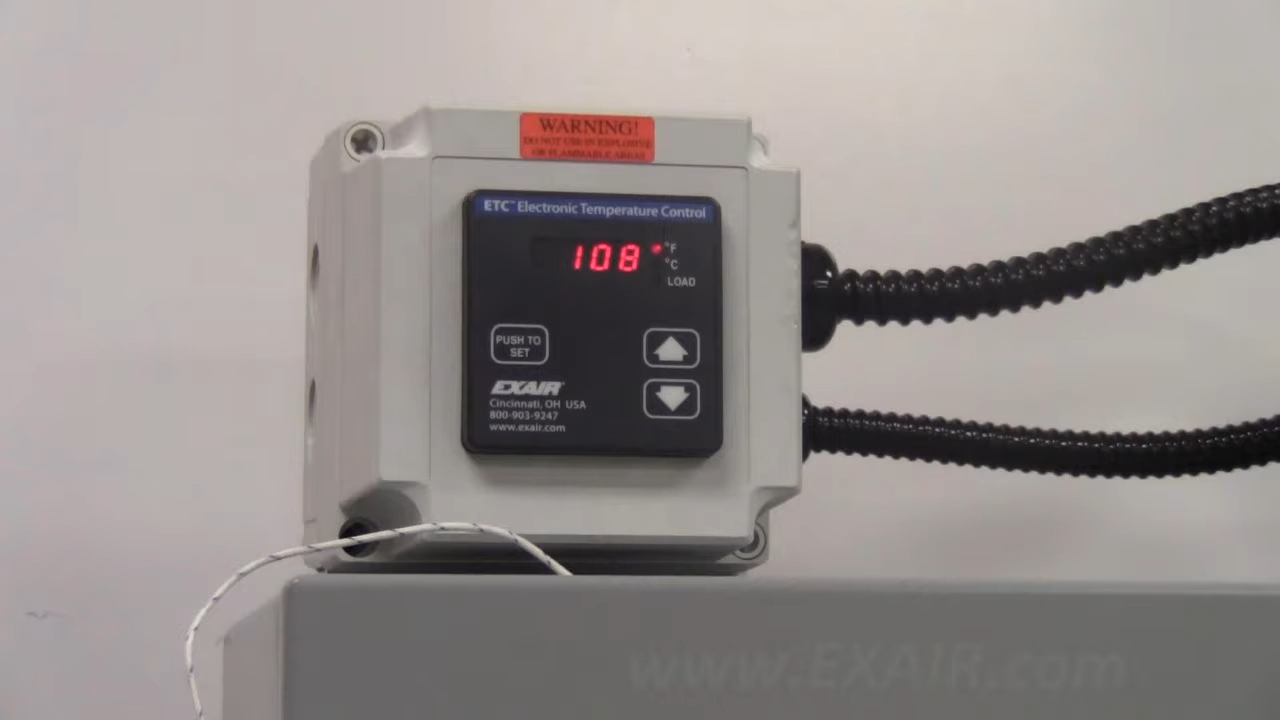 WARNING!
DO NOT USE IN EXPLOSIVE
OR FLAMMABLE AREAS
ETC™ Electronic Temperature Control
108
°F
°C
LOAD
PUSH TO
SET
EXAIR®
Cincinnati, OH USA
800-903-9247
www.exair.com
www.EXAIR.com